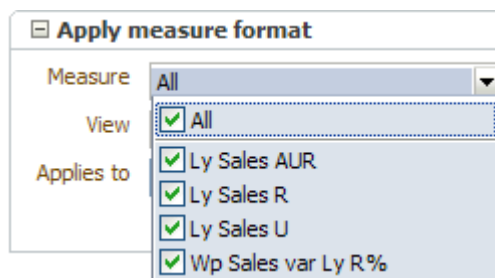 Apply measure format
Measure All
View All
Applies to
Ly Sales AUR
Ly Sales R
Ly Sales U
Wp Sales var Ly R%